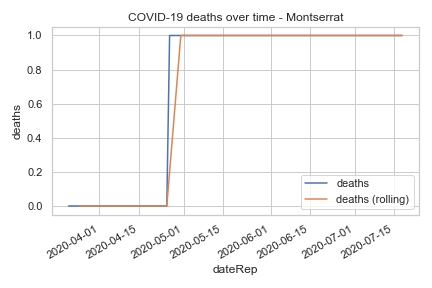 COVID-19 deaths over time - Montserrat
1.0
0.8
0.6
0.4
0.2
0.0
deaths
deaths
deaths (rolling)
2020-04-01
2020-04-15
2020-05-01
2020-05-15
2020-06-01
2020-06-15
2020-07-01
2020-07-15
dateRep